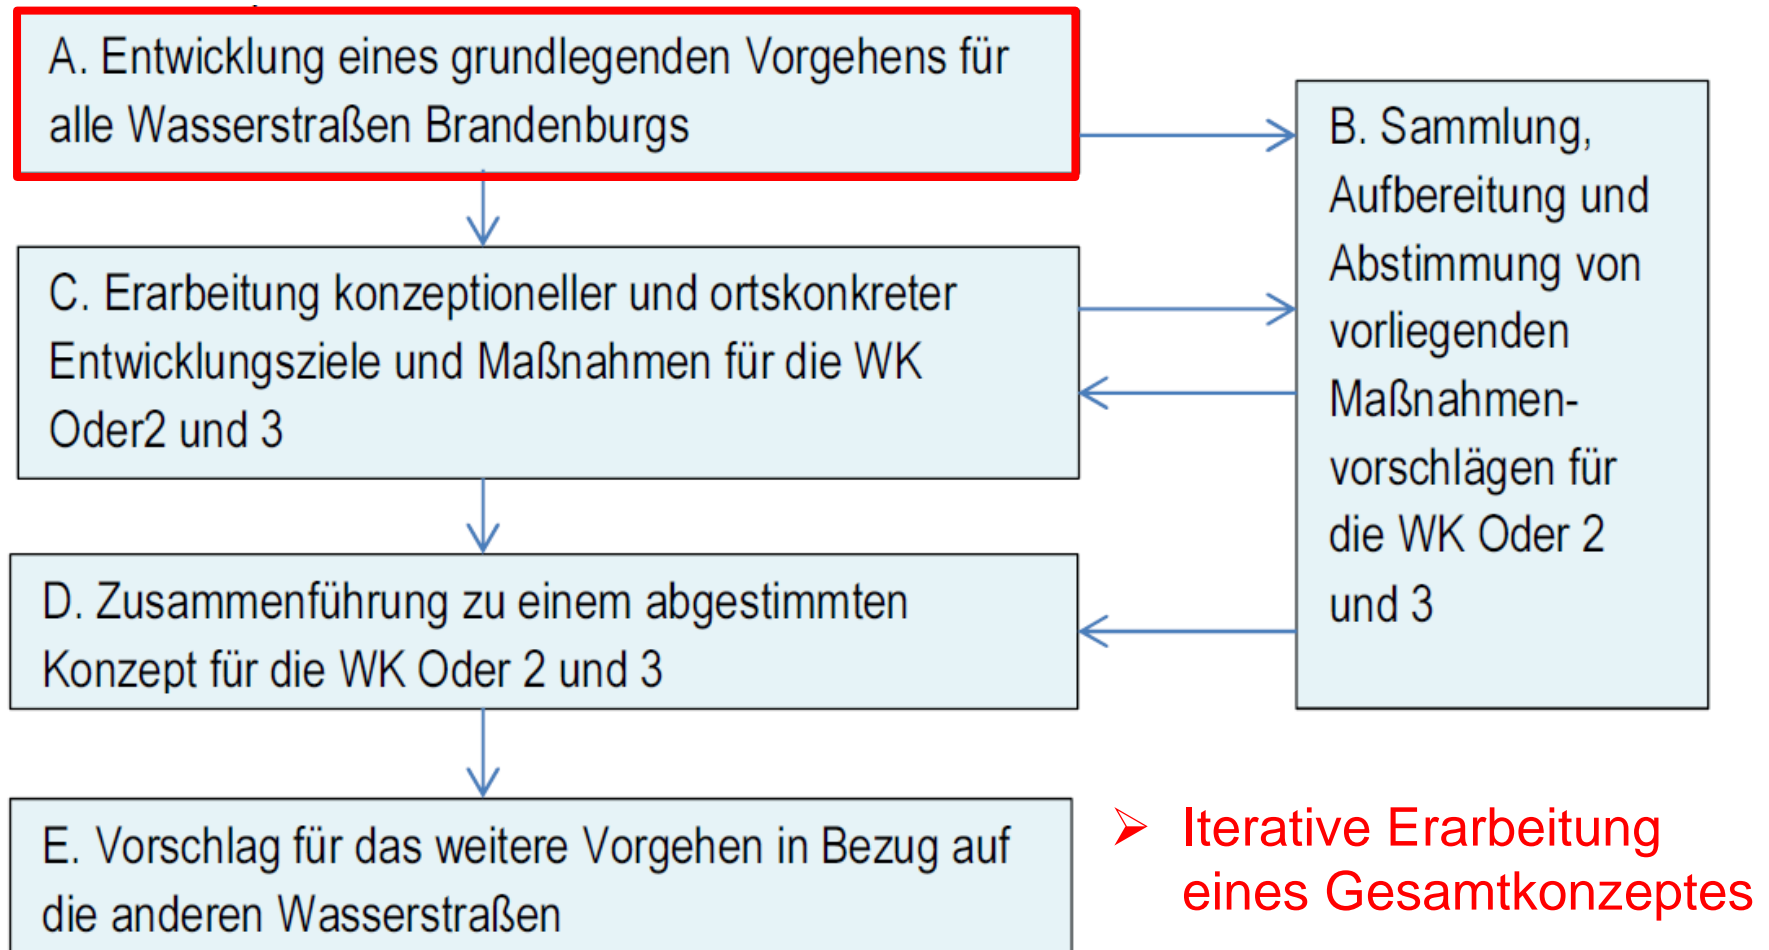 A. Entwicklung eines grundlegenden Vorgehens für
alle Wasserstraßen Brandenburgs
B. Sammlung,
Aufbereitung und
Abstimmung von
vorliegenden
Maßnahmen-
vorschlägen für
die WK Oder 2
und 3
C. Erarbeitung konzeptioneller und ortskonkreter
Entwicklungsziele und Maßnahmen für die WK
Oder2 und 3
D. Zusammenführung zu einem abgestimmten
Konzept für die WK Oder 2 und 3
E. Vorschlag für das weitere Vorgehen in Bezug auf
die anderen Wasserstraßen
➢ Iterative Erarbeitung
eines Gesamtkonzeptes